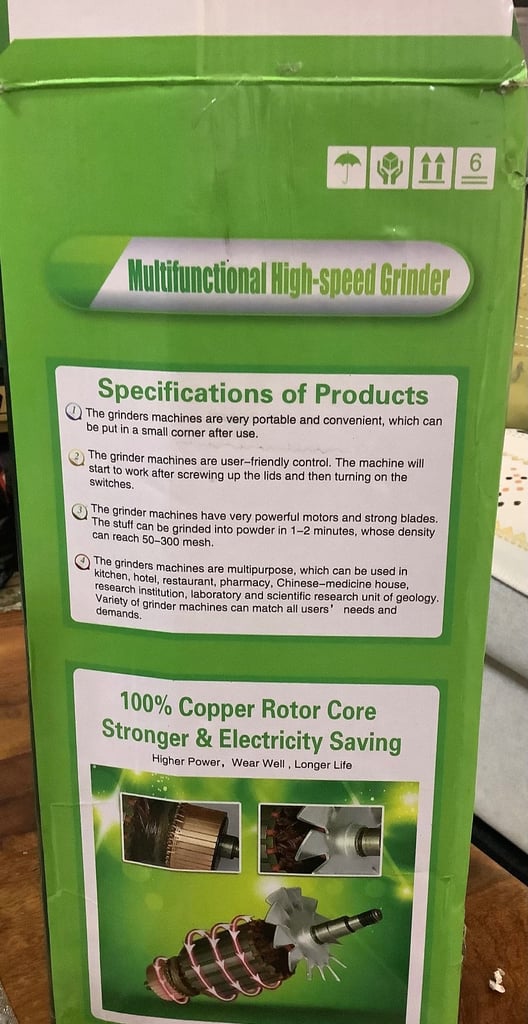 6
Multifunctional High-speed Grinder
Specifications of Products
1 The grinders machines are very portable and convenient, which can
be put in a small corner after use.
2 The grinder machines are user-friendly control. The machine will
start to work after screwing up the lids and then turning on the
switches.
3 The grinder machines have very powerful motors and strong blades.
The stuff can be grinded into powder in 1-2 minutes, whose density
can reach 50-300 mesh.
4 The grinders machines are multipurpose, which can be used in
kitchen, hotel, restaurant, pharmacy, Chinese-medicine house,
research institution, laboratory and scientific research unit of geology.
Variety of grinder machines can match all users' needs and
demands.
100% Copper Rotor Core
Stronger & Electricity Saving
Higher Power, Wear Well , Longer Life